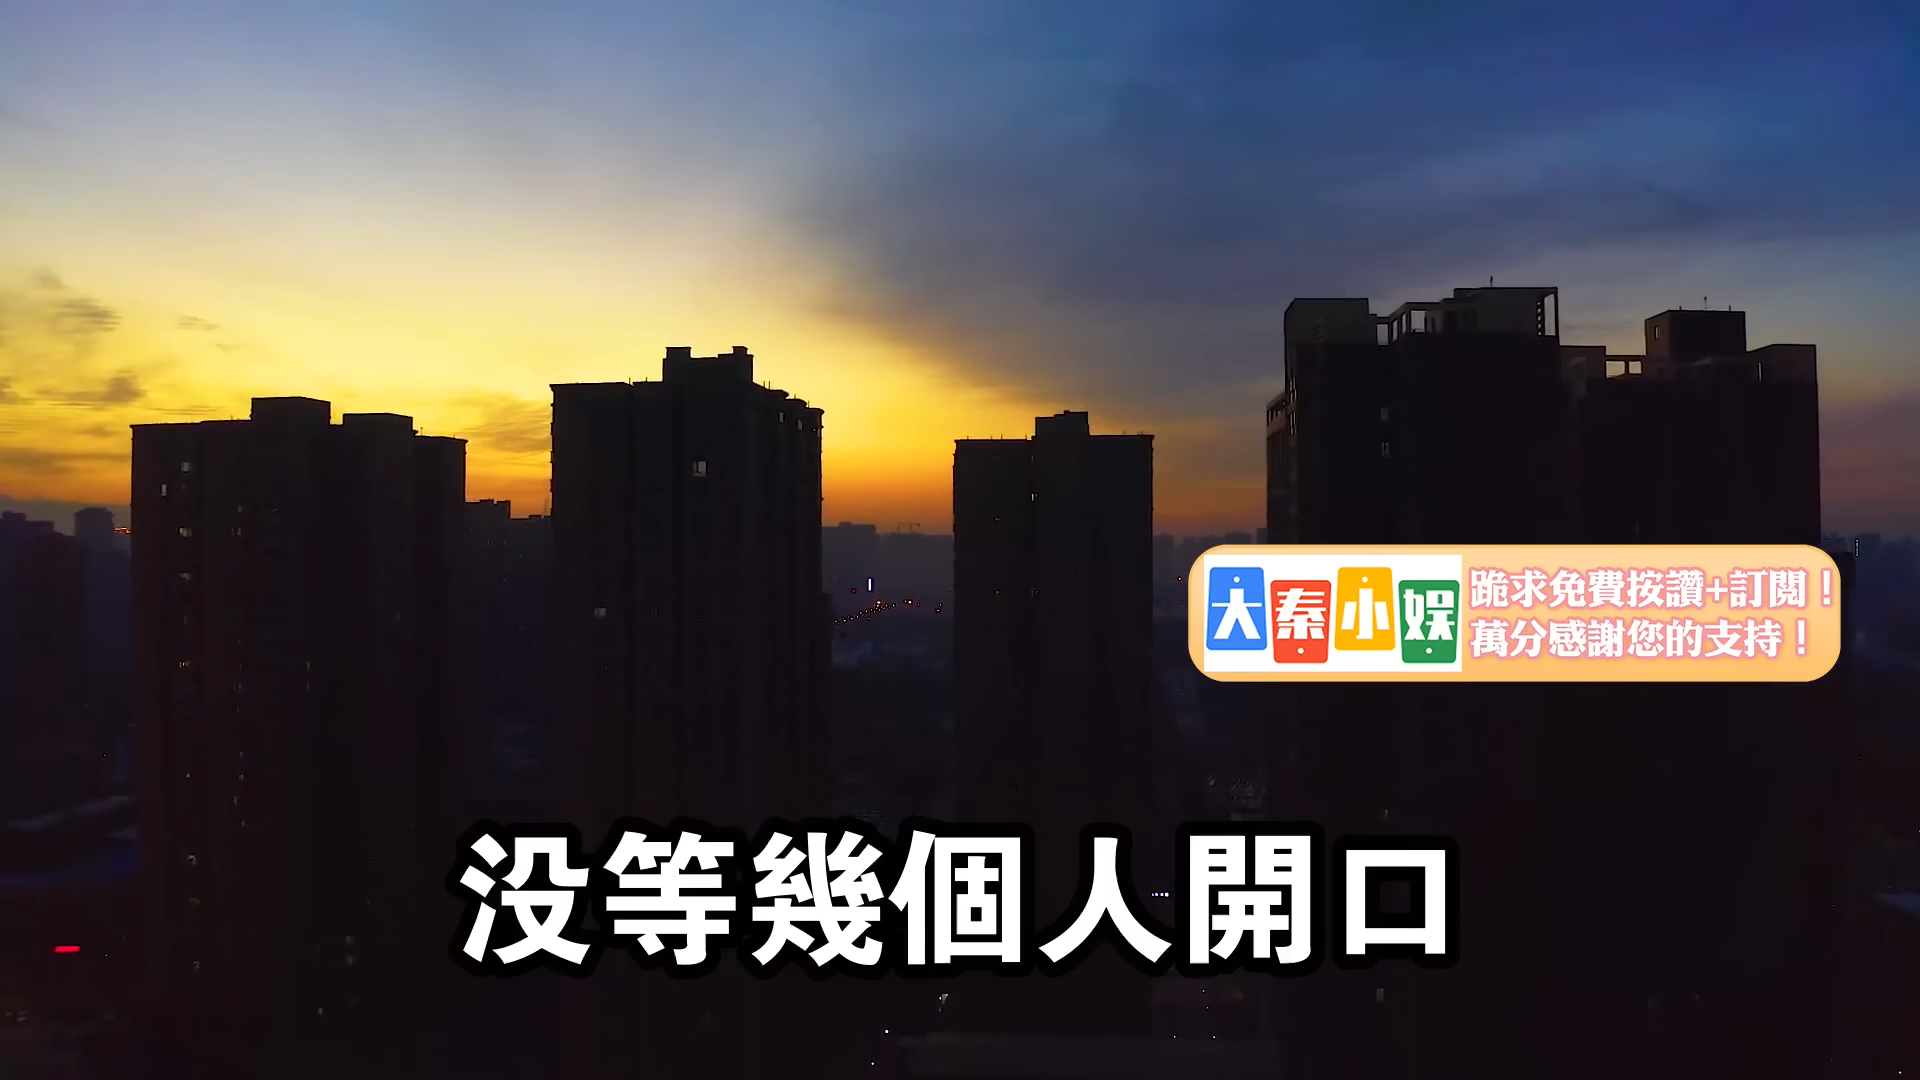 大秦小娱
跪求免費按讚+訂閱！
萬分感謝您的支持！
没等幾個人開口